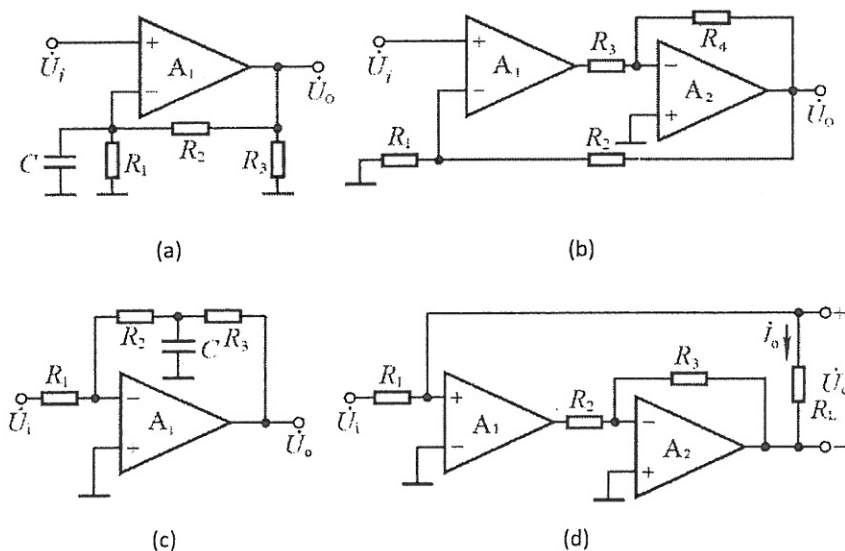 + A₁ −
U̇ᵢ
U̇ₒ
C R₁ R₂ R₃
(a)
+ A₁ −
U̇ᵢ
R₃ R₄
− A₂ +
U̇ₒ
R₁ R₂
(b)
R₂ C R₃
R₁
U̇ᵢ
− A₁ +
U̇ₒ
(c)
R₁
U̇ᵢ
+ A₁ −
R₂ R₃
− A₂ +
İₒ
+
R_L
−
(d)